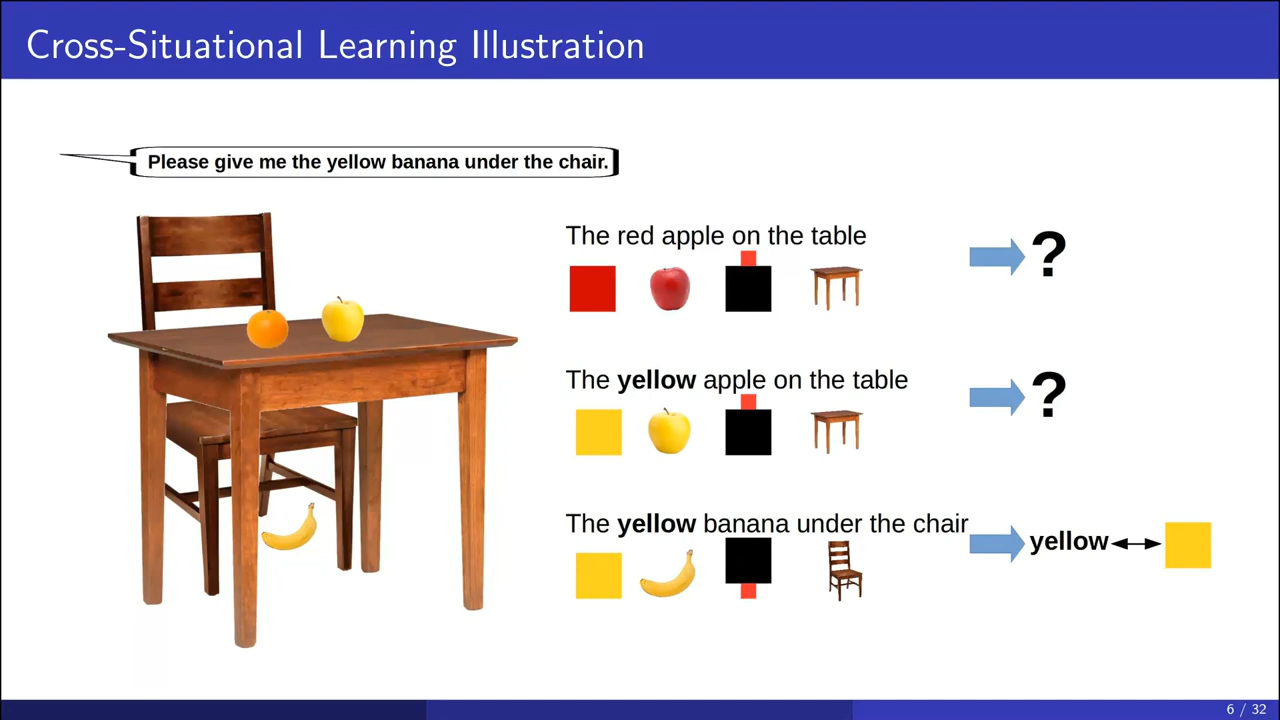 Cross-Situational Learning Illustration
Please give me the yellow banana under the chair.
The red apple on the table
?
The yellow apple on the table
?
The yellow banana under the chair
yellow
6 / 32